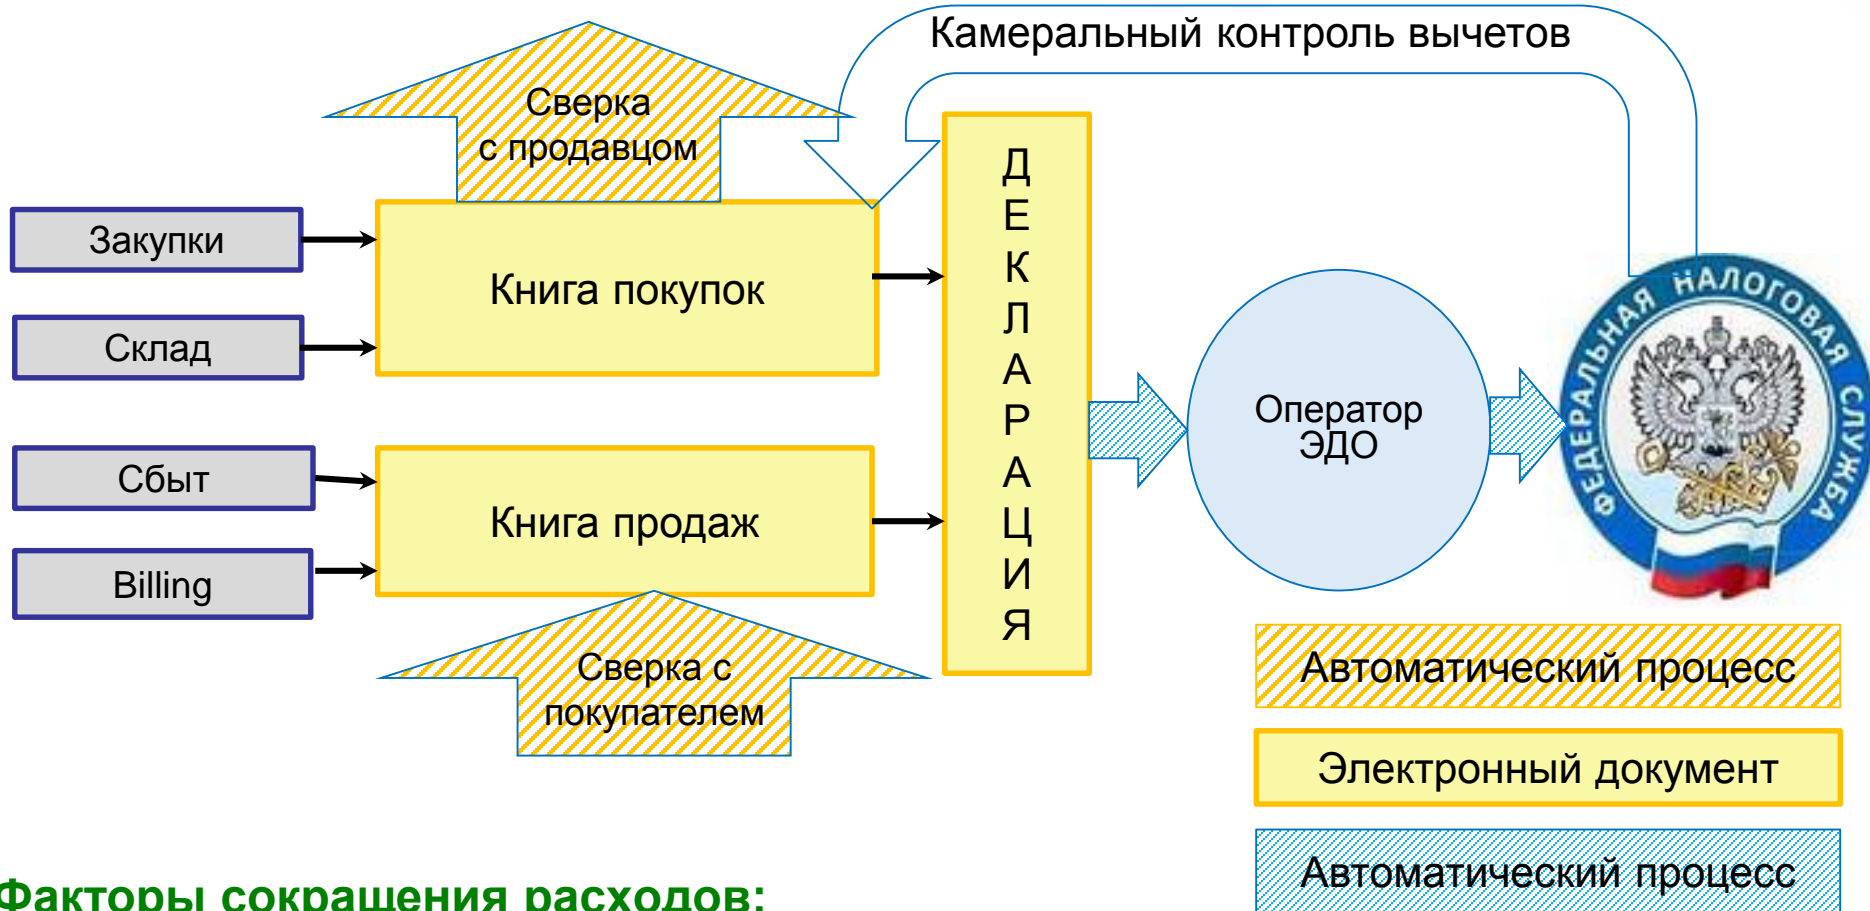 Камеральный контроль вычетов
Сверка
с продавцом
Закупки
Склад
Книга покупок
Сбыт
Billing
Книга продаж
Сверка с
покупателем
Д
Е
К
Л
А
Р
А
Ц
И
Я
Оператор
ЭДО
ФЕДЕРАЛЬНАЯ НАЛОГОВАЯ СЛУЖБА
Автоматический процесс
Электронный документ
Автоматический процесс
Факторы сокращения расходов: